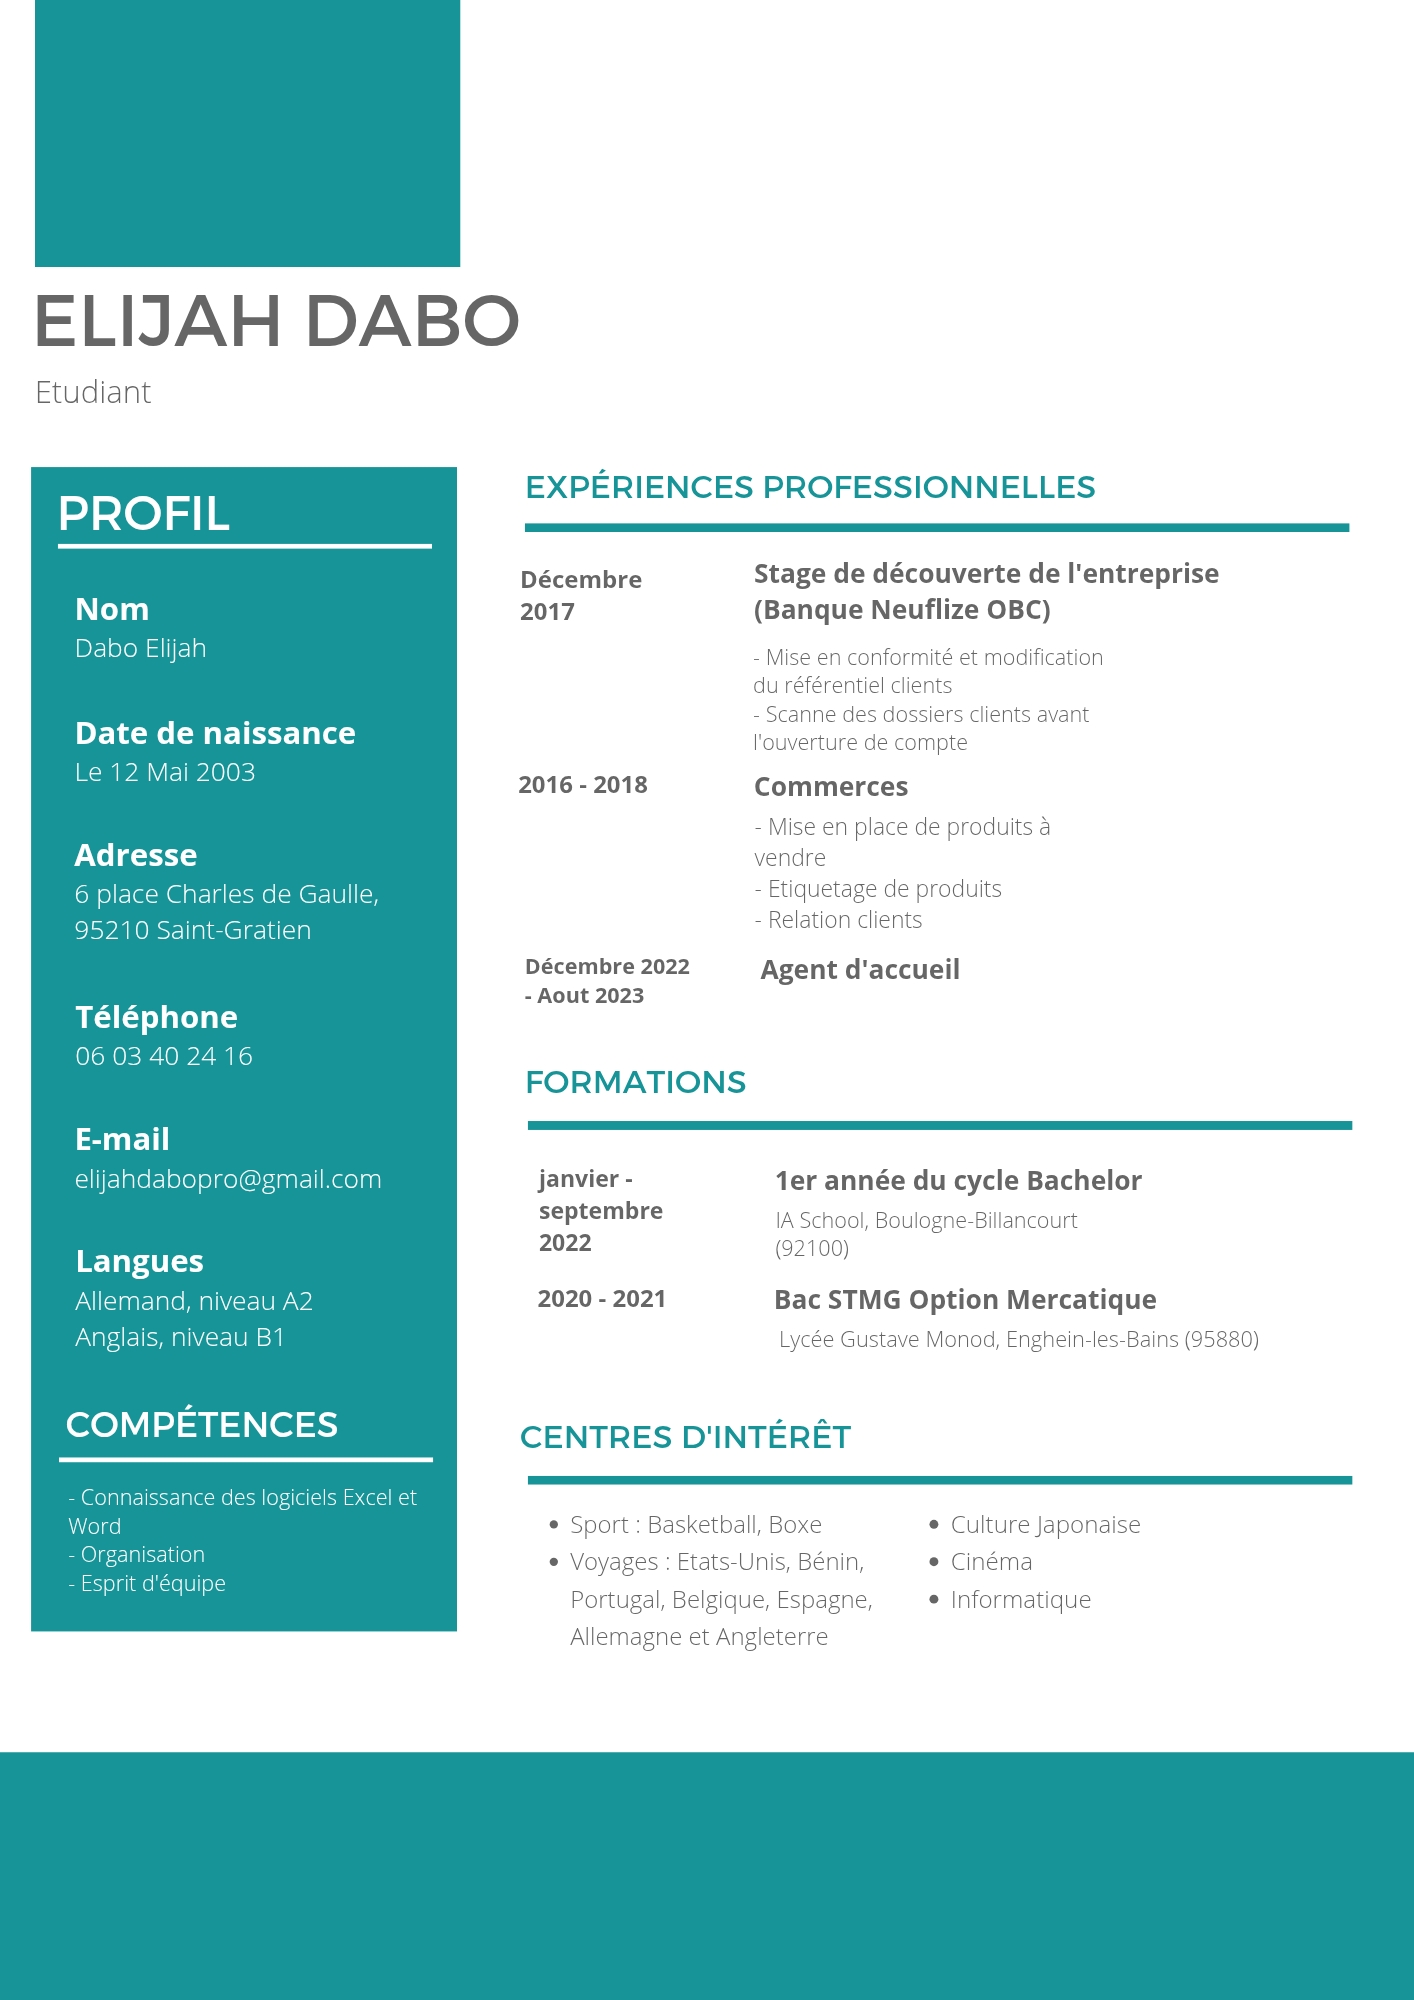 ELIJAH DABO
Etudiant
PROFIL
Nom
Dabo Elijah
Date de naissance
Le 12 Mai 2003
Adresse
6 place Charles de Gaulle,
95210 Saint-Gratien
Téléphone
06 03 40 24 16
E-mail
elijahdabopro@gmail.com
Langues
Allemand, niveau A2
Anglais, niveau B1
COMPÉTENCES
- Connaissance des logiciels Excel et
Word
- Organisation
- Esprit d'équipe
EXPÉRIENCES PROFESSIONNELLES
Décembre
2017
Stage de découverte de l'entreprise
(Banque Neuflize OBC)
- Mise en conformité et modification
du référentiel clients
- Scanne des dossiers clients avant
l'ouverture de compte
2016 - 2018
Commerces
- Mise en place de produits à
vendre
- Etiquetage de produits
- Relation clients
Décembre 2022
- Aout 2023
Agent d'accueil
FORMATIONS
janvier -
septembre
2022
1er année du cycle Bachelor
IA School, Boulogne-Billancourt
(92100)
2020 - 2021
Bac STMG Option Mercatique
Lycée Gustave Monod, Enghein-les-Bains (95880)
CENTRES D'INTÉRÊT
• Sport : Basketball, Boxe
• Voyages : Etats-Unis, Bénin,
Portugal, Belgique, Espagne,
Allemagne et Angleterre
• Culture Japonaise
• Cinéma
• Informatique